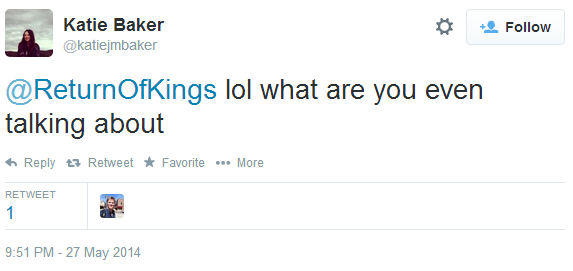 Katie Baker
@katiejmbaker
Follow
@ReturnOfKings lol what are you even
talking about
Reply Retweet Favorite More
RETWEET
1
9:51 PM - 27 May 2014